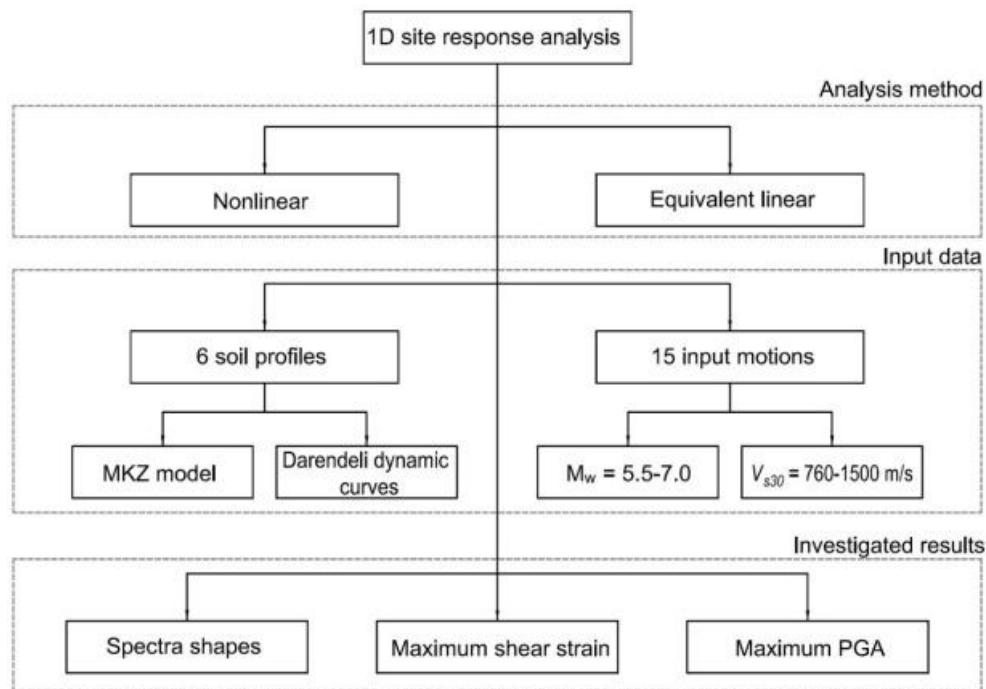 1D site response analysis
Analysis method
Nonlinear
Equivalent linear
Input data
6 soil profiles
15 input motions
MKZ model
Darendeli dynamic
curves
Mw = 5.5-7.0
Vs30 = 760-1500 m/s
Investigated results
Spectra shapes
Maximum shear strain
Maximum PGA